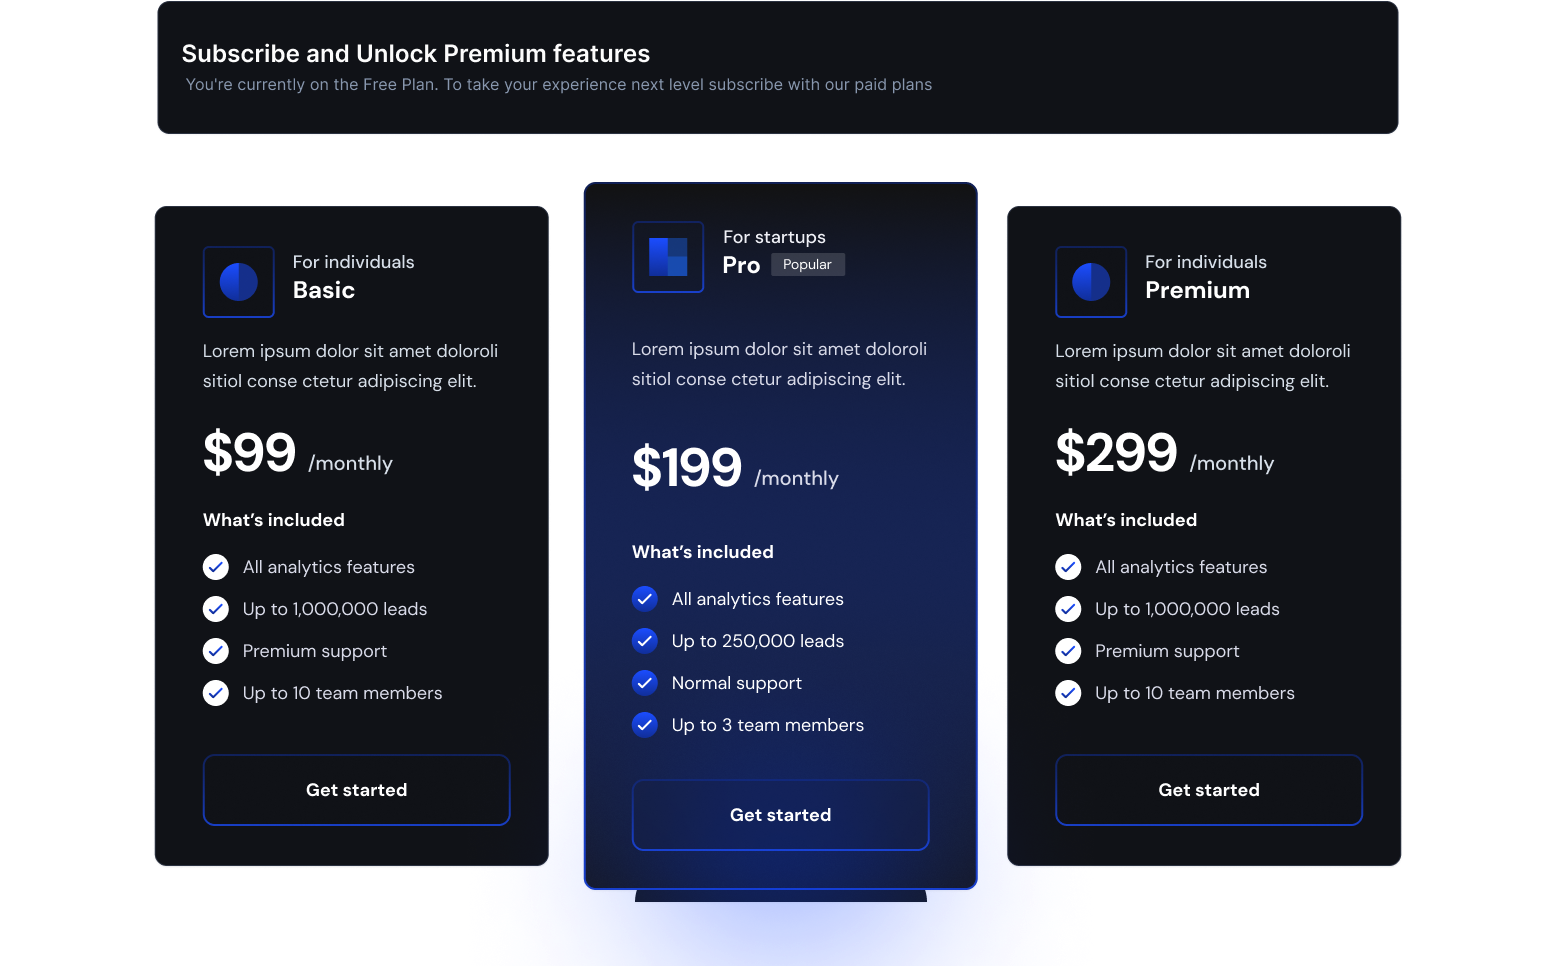 Subscribe and Unlock Premium features
You're currently on the Free Plan. To take your experience next level subscribe with our paid plans
For individuals
Basic
Lorem ipsum dolor sit amet doloroli
sitiol conse ctetur adipiscing elit.
$99 /monthly
What’s included
All analytics features
Up to 1,000,000 leads
Premium support
Up to 10 team members
Get started
For startups
Pro Popular
Lorem ipsum dolor sit amet doloroli
sitiol conse ctetur adipiscing elit.
$199 /monthly
What’s included
All analytics features
Up to 250,000 leads
Normal support
Up to 3 team members
Get started
For individuals
Premium
Lorem ipsum dolor sit amet doloroli
sitiol conse ctetur adipiscing elit.
$299 /monthly
What’s included
All analytics features
Up to 1,000,000 leads
Premium support
Up to 10 team members
Get started